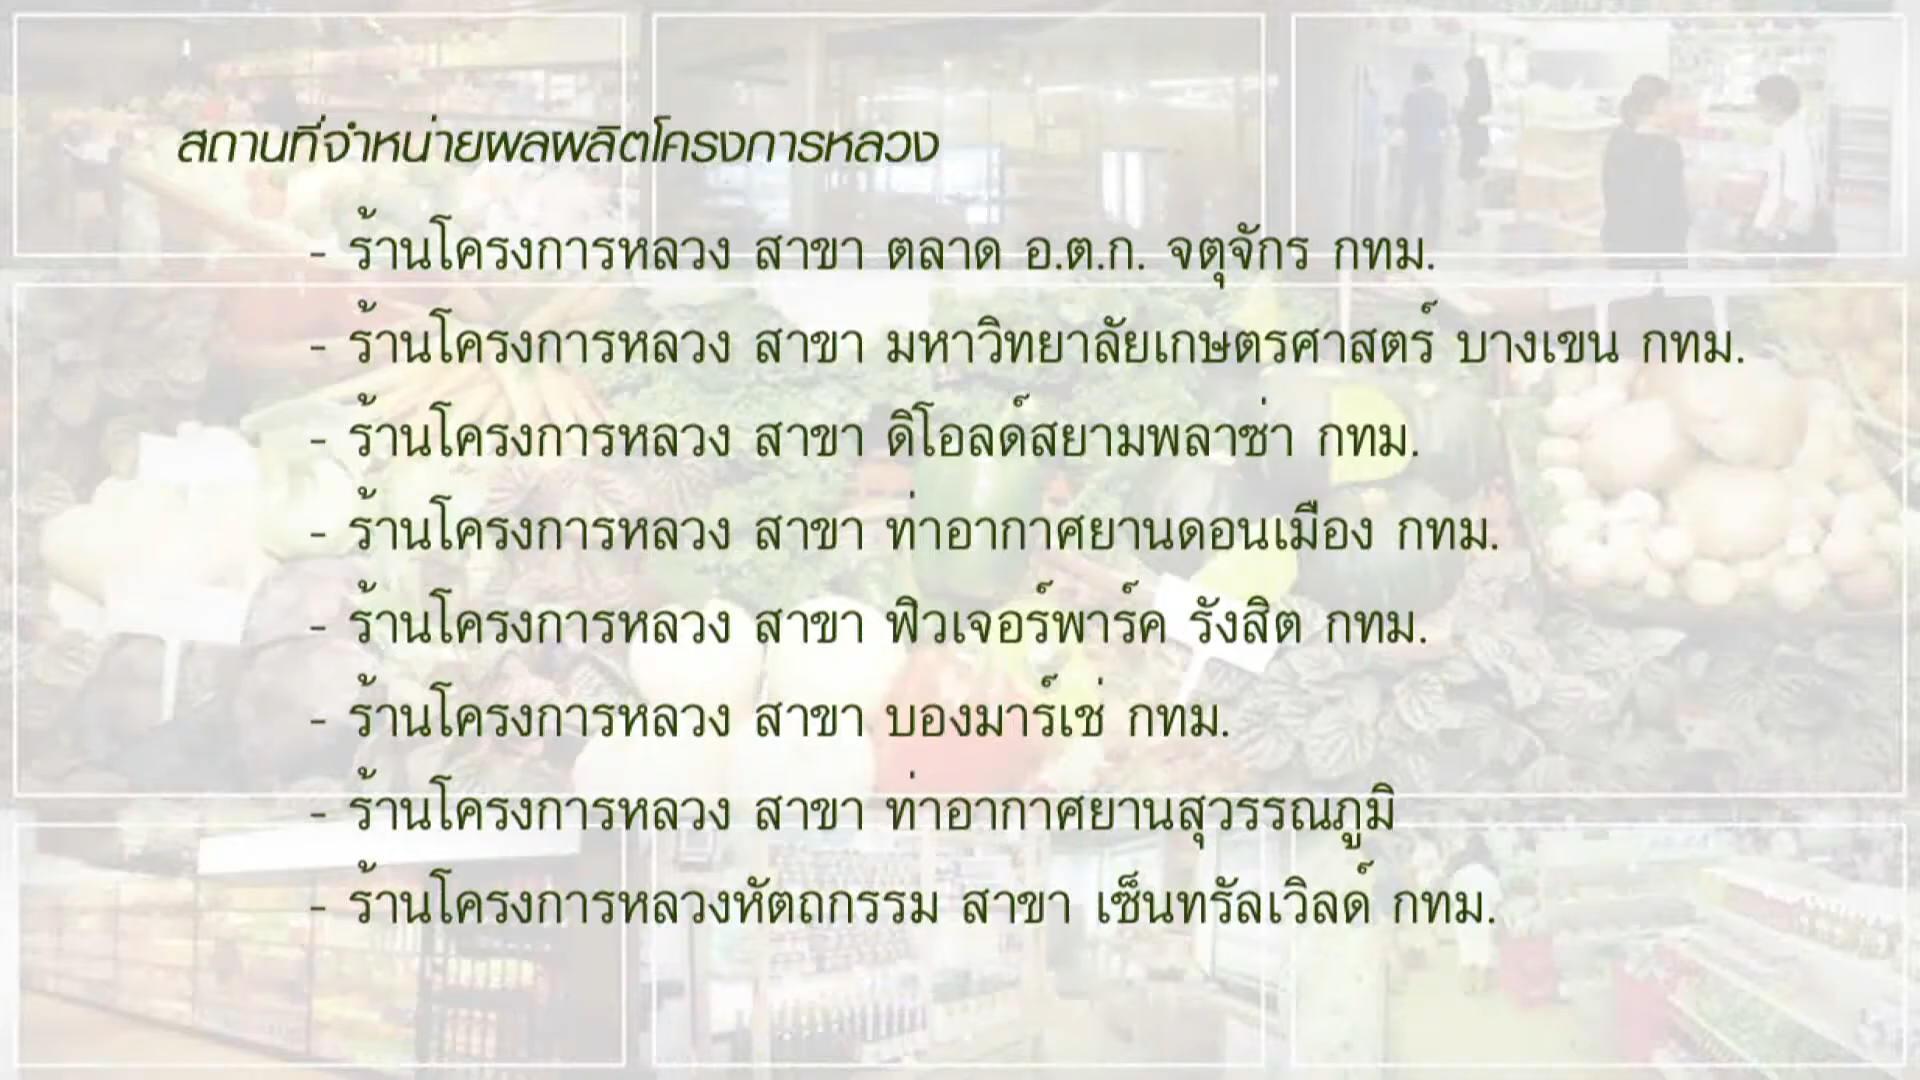 สถานที่จำหน่ายผลผลิตโครงการหลวง
- ร้านโครงการหลวง สาขา ตลาด อ.ต.ก. จตุจักร กทม.
- ร้านโครงการหลวง สาขา มหาวิทยาลัยเกษตรศาสตร์ บางเขน กทม.
- ร้านโครงการหลวง สาขา ดิโอลด์สยามพลาซ่า กทม.
- ร้านโครงการหลวง สาขา ท่าอากาศยานดอนเมือง กทม.
- ร้านโครงการหลวง สาขา ฟิวเจอร์พาร์ค รังสิต กทม.
- ร้านโครงการหลวง สาขา บองมาร์เช่ กทม.
- ร้านโครงการหลวง สาขา ท่าอากาศยานสุวรรณภูมิ
- ร้านโครงการหลวงหัตถกรรม สาขา เซ็นทรัลเวิลด์ กทม.